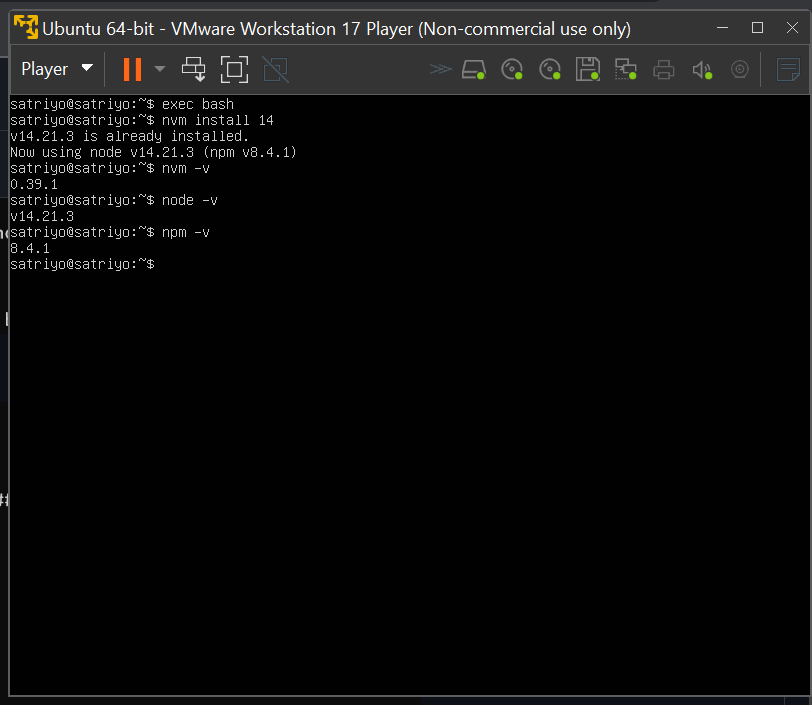 Ubuntu 64-bit - VMware Workstation 17 Player (Non-commercial use only)
Player
satriyo@satriyo:~$ exec bash
satriyo@satriyo:~$ nvm install 14
v14.21.3 is already installed.
Now using node v14.21.3 (npm v8.4.1)
satriyo@satriyo:~$ nvm -v
0.39.1
satriyo@satriyo:~$ node -v
v14.21.3
satriyo@satriyo:~$ npm -v
8.4.1
satriyo@satriyo:~$